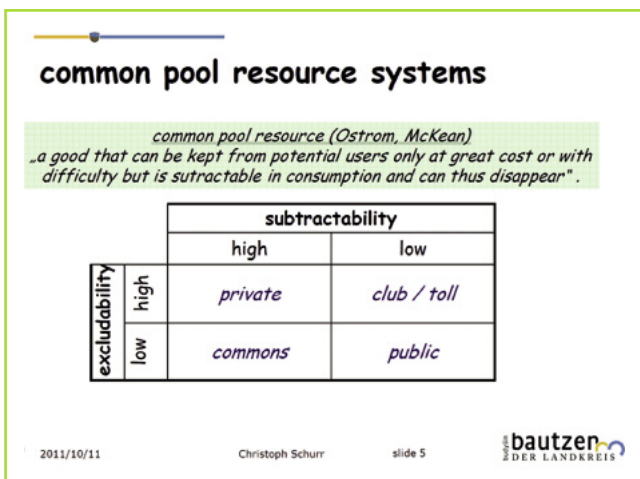 common pool resource systems
common pool resource (Ostrom, McKean)
„a good that can be kept from potential users only at great cost or with
difficulty but is sutractable in consumption and can thus disappear" .
subtractability
high low
excludability
high private club / toll
low commons public
2011/10/11 Christoph Schurr slide 5
bautzen
DER LANDKREIS